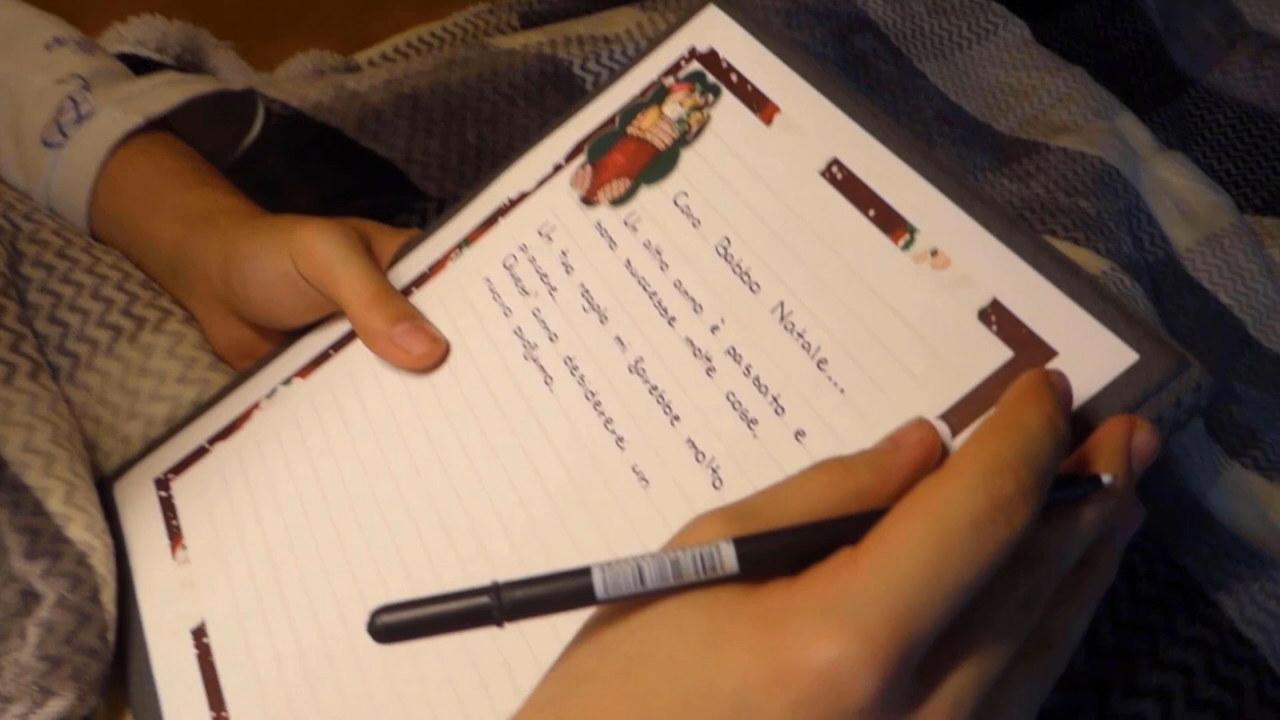 Caro Babbo Natale...
Un altro anno è passato e
sono successe molte cose.
Un tuo regalo mi farebbe molto
piacere.
Quest'anno desidererei un
nuovo profumo.